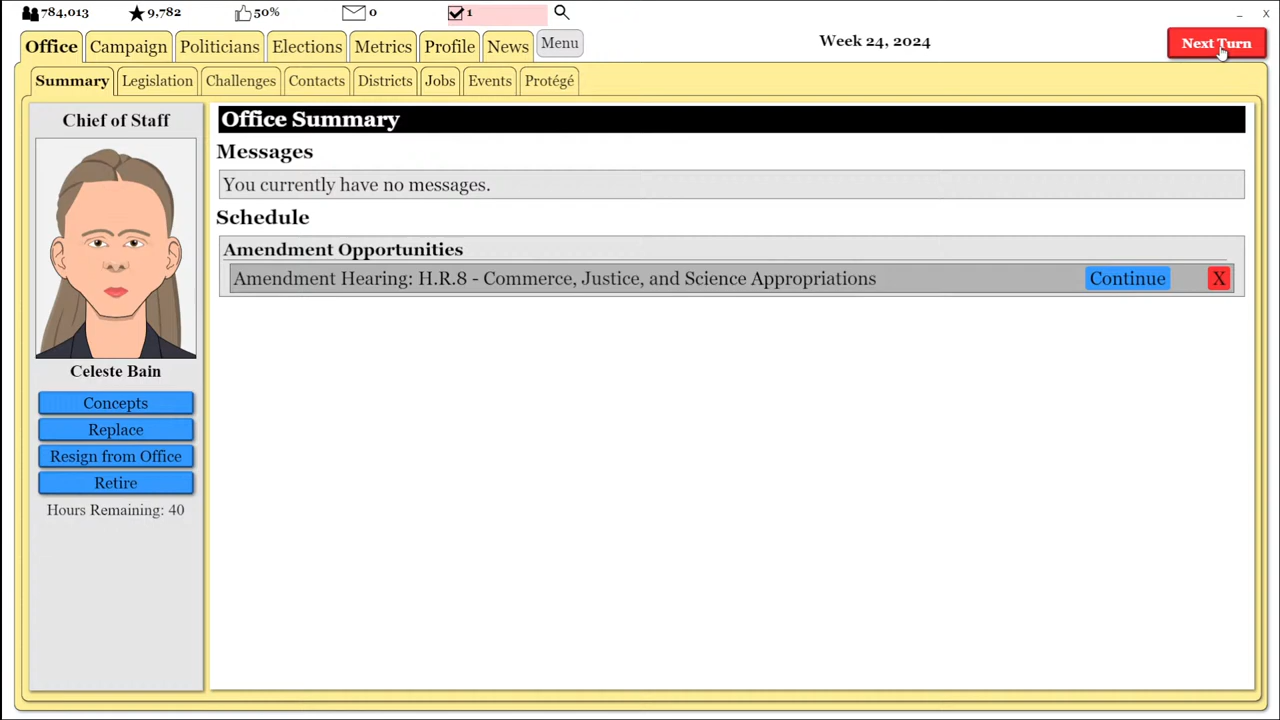 784,013 9,782 50% 0 1
_ X
Office Campaign Politicians Elections Metrics Profile News Menu
Week 24, 2024
Next Turn
Summary Legislation Challenges Contacts Districts Jobs Events Protégé
Chief of Staff
Celeste Bain
Concepts
Replace
Resign from Office
Retire
Hours Remaining: 40
Office Summary
Messages
You currently have no messages.
Schedule
Amendment Opportunities
Amendment Hearing: H.R.8 - Commerce, Justice, and Science Appropriations Continue X